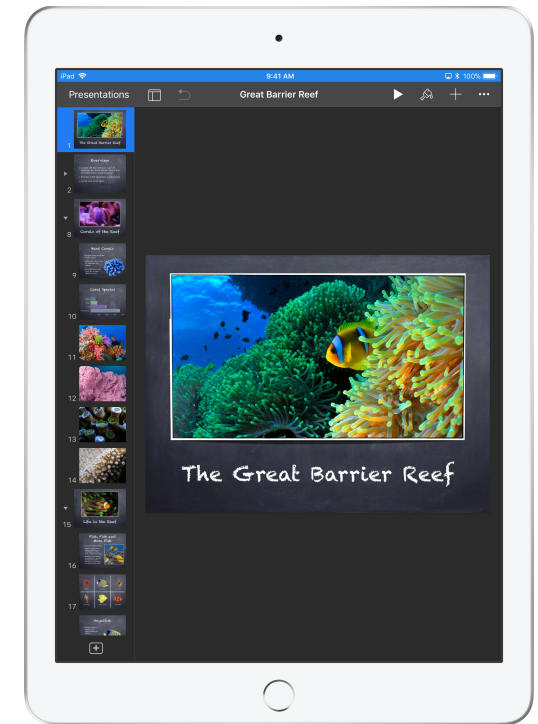 iPad
9:41 AM
100%
Presentations
Great Barrier Reef
1
The Great Barrier Reef
Overview
2
8
Corals of the Reef
Hard Corals
9
Coral Species
10
11
12
13
14
15
Life in the Reef
Fish, Fish and
More Fish
16
17
Angelfish
The Great Barrier Reef